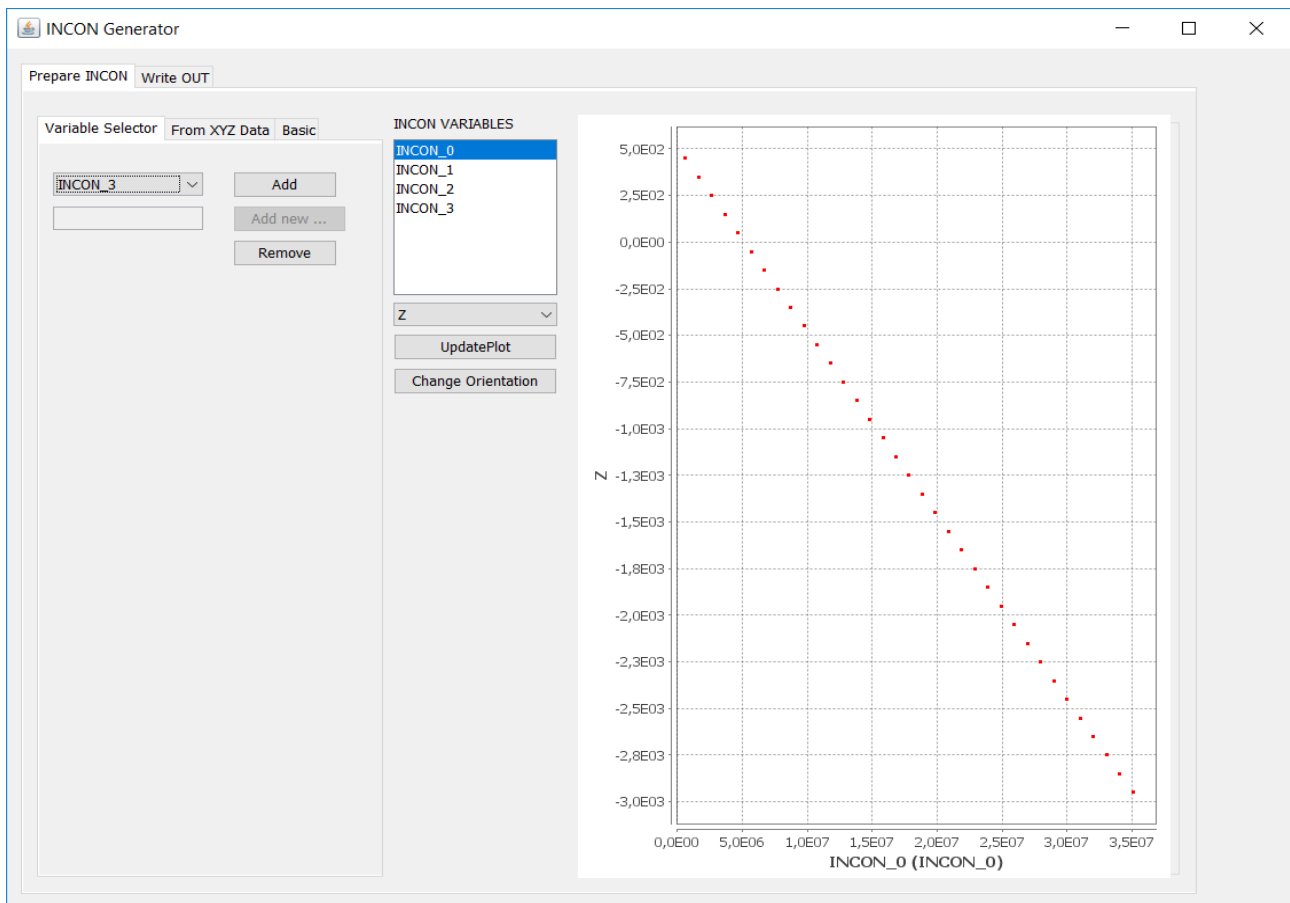 INCON Generator
Prepare INCON
Write OUT
Variable Selector
From XYZ Data
Basic
INCON_3
Add
Add new ...
Remove
INCON VARIABLES
INCON_0
INCON_1
INCON_2
INCON_3
Z
UpdatePlot
Change Orientation
5,0E02
2,5E02
0,0E00
-2,5E02
-5,0E02
-7,5E02
-1,0E03
-1,3E03
-1,5E03
-1,8E03
-2,0E03
-2,3E03
-2,5E03
-2,8E03
-3,0E03
Z
0,0E00 5,0E06 1,0E07 1,5E07 2,0E07 2,5E07 3,0E07 3,5E07
INCON_0 (INCON_0)